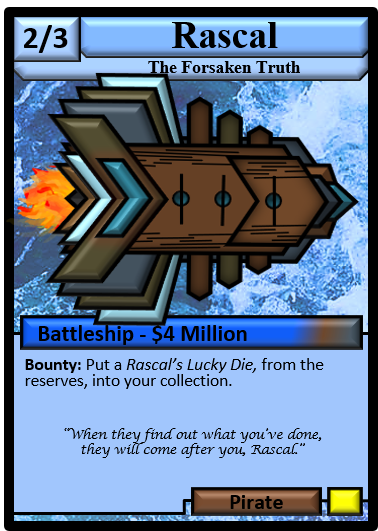 2/3
Rascal
The Forsaken Truth
Battleship - $4 Million
Bounty: Put a Rascal's Lucky Die, from the
reserves, into your collection.
"When they find out what you've done,
they will come after you, Rascal."
Pirate